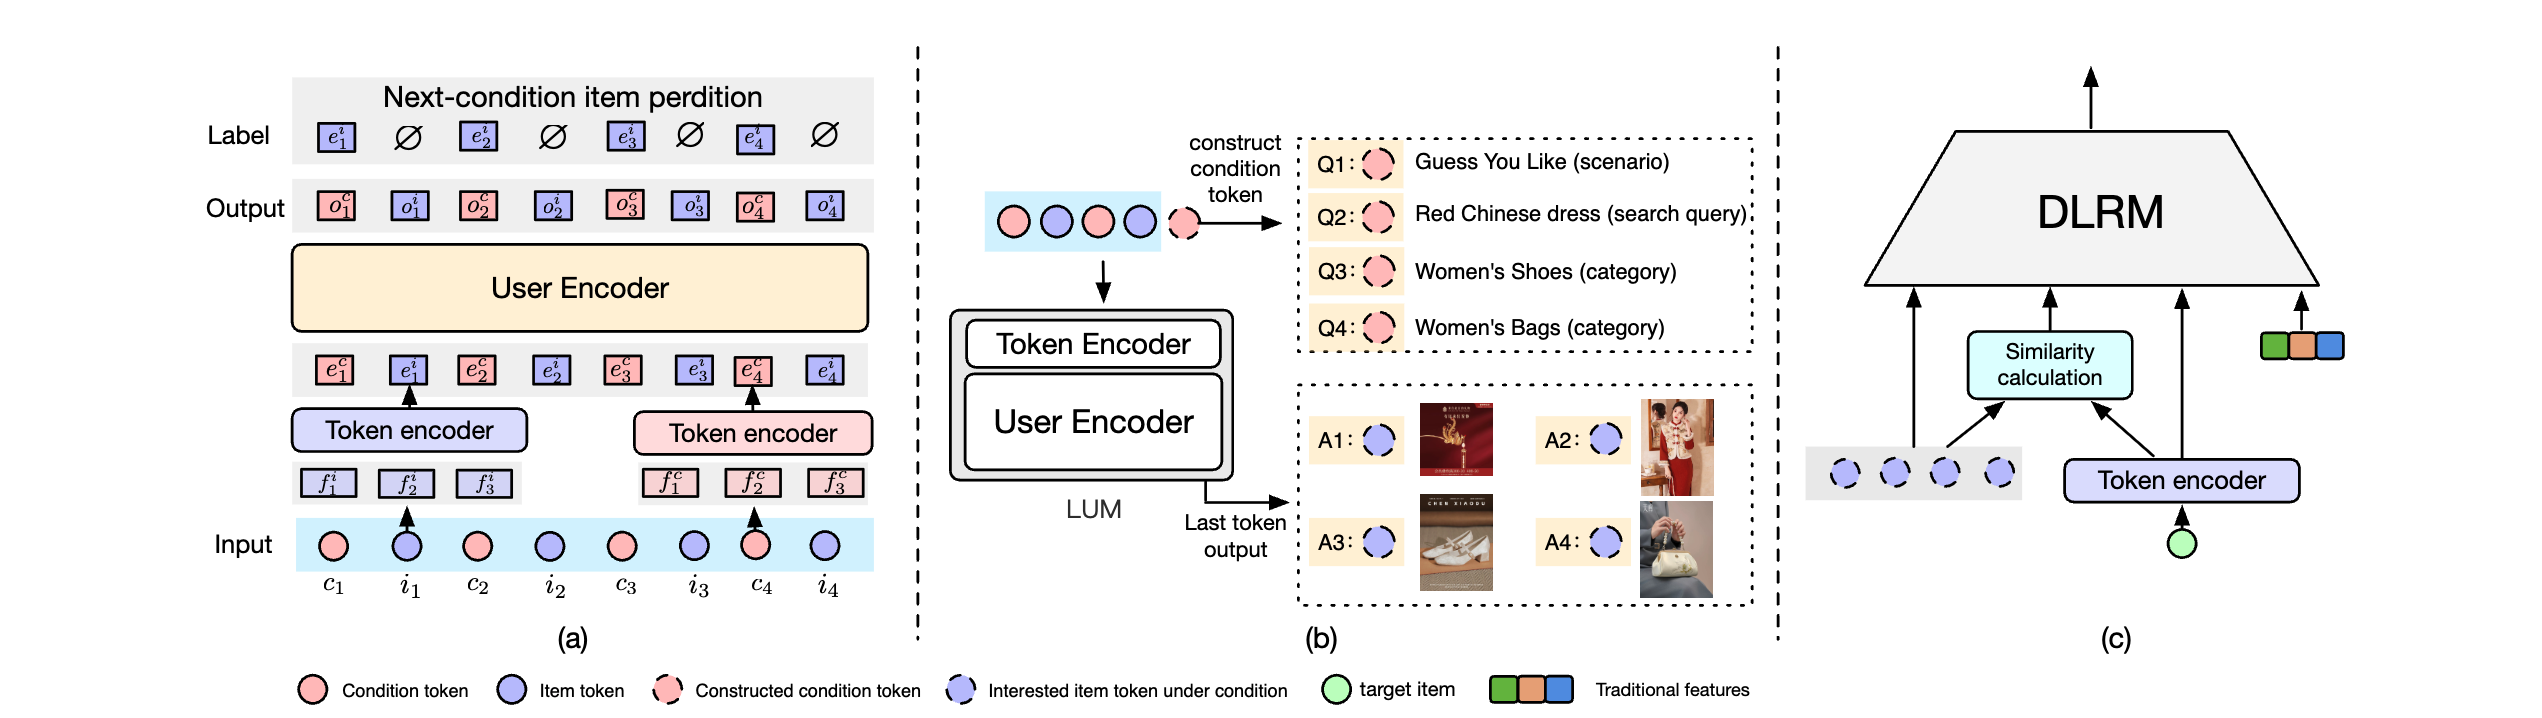 Next-condition item perdition
Label
e_1^i ∅ e_2^i ∅ e_3^i ∅ e_4^i ∅
Output
o_1^c o_1^i o_2^c o_2^i o_3^c o_3^i o_4^c o_4^i
User Encoder
e_1^c e_1^i e_2^c e_2^i e_3^c e_3^i e_4^c e_4^i
Token encoder
Token encoder
f_1^i f_2^i f_3^i
f_1^c f_2^c f_3^c
Input
c_1 i_1 c_2 i_2 c_3 i_3 c_4 i_4
(a)
construct
condition
token
Q1: Guess You Like (scenario)
Q2: Red Chinese dress (search query)
Q3: Women's Shoes (category)
Q4: Women's Bags (category)
Token Encoder
User Encoder
LUM
Last token
output
A1:
A2:
A3:
CHEN XIAODU
A4:
(b)
DLRM
Similarity
calculation
Token encoder
(c)
Condition token
Item token
Constructed condition token
Interested item token under condition
target item
Traditional features